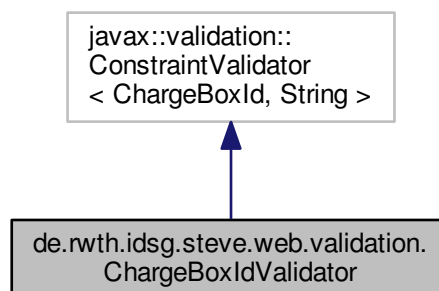 javax::validation::
ConstraintValidator
< ChargeBoxId, String >
de.rwth.idsg.steve.web.validation.
ChargeBoxIdValidator